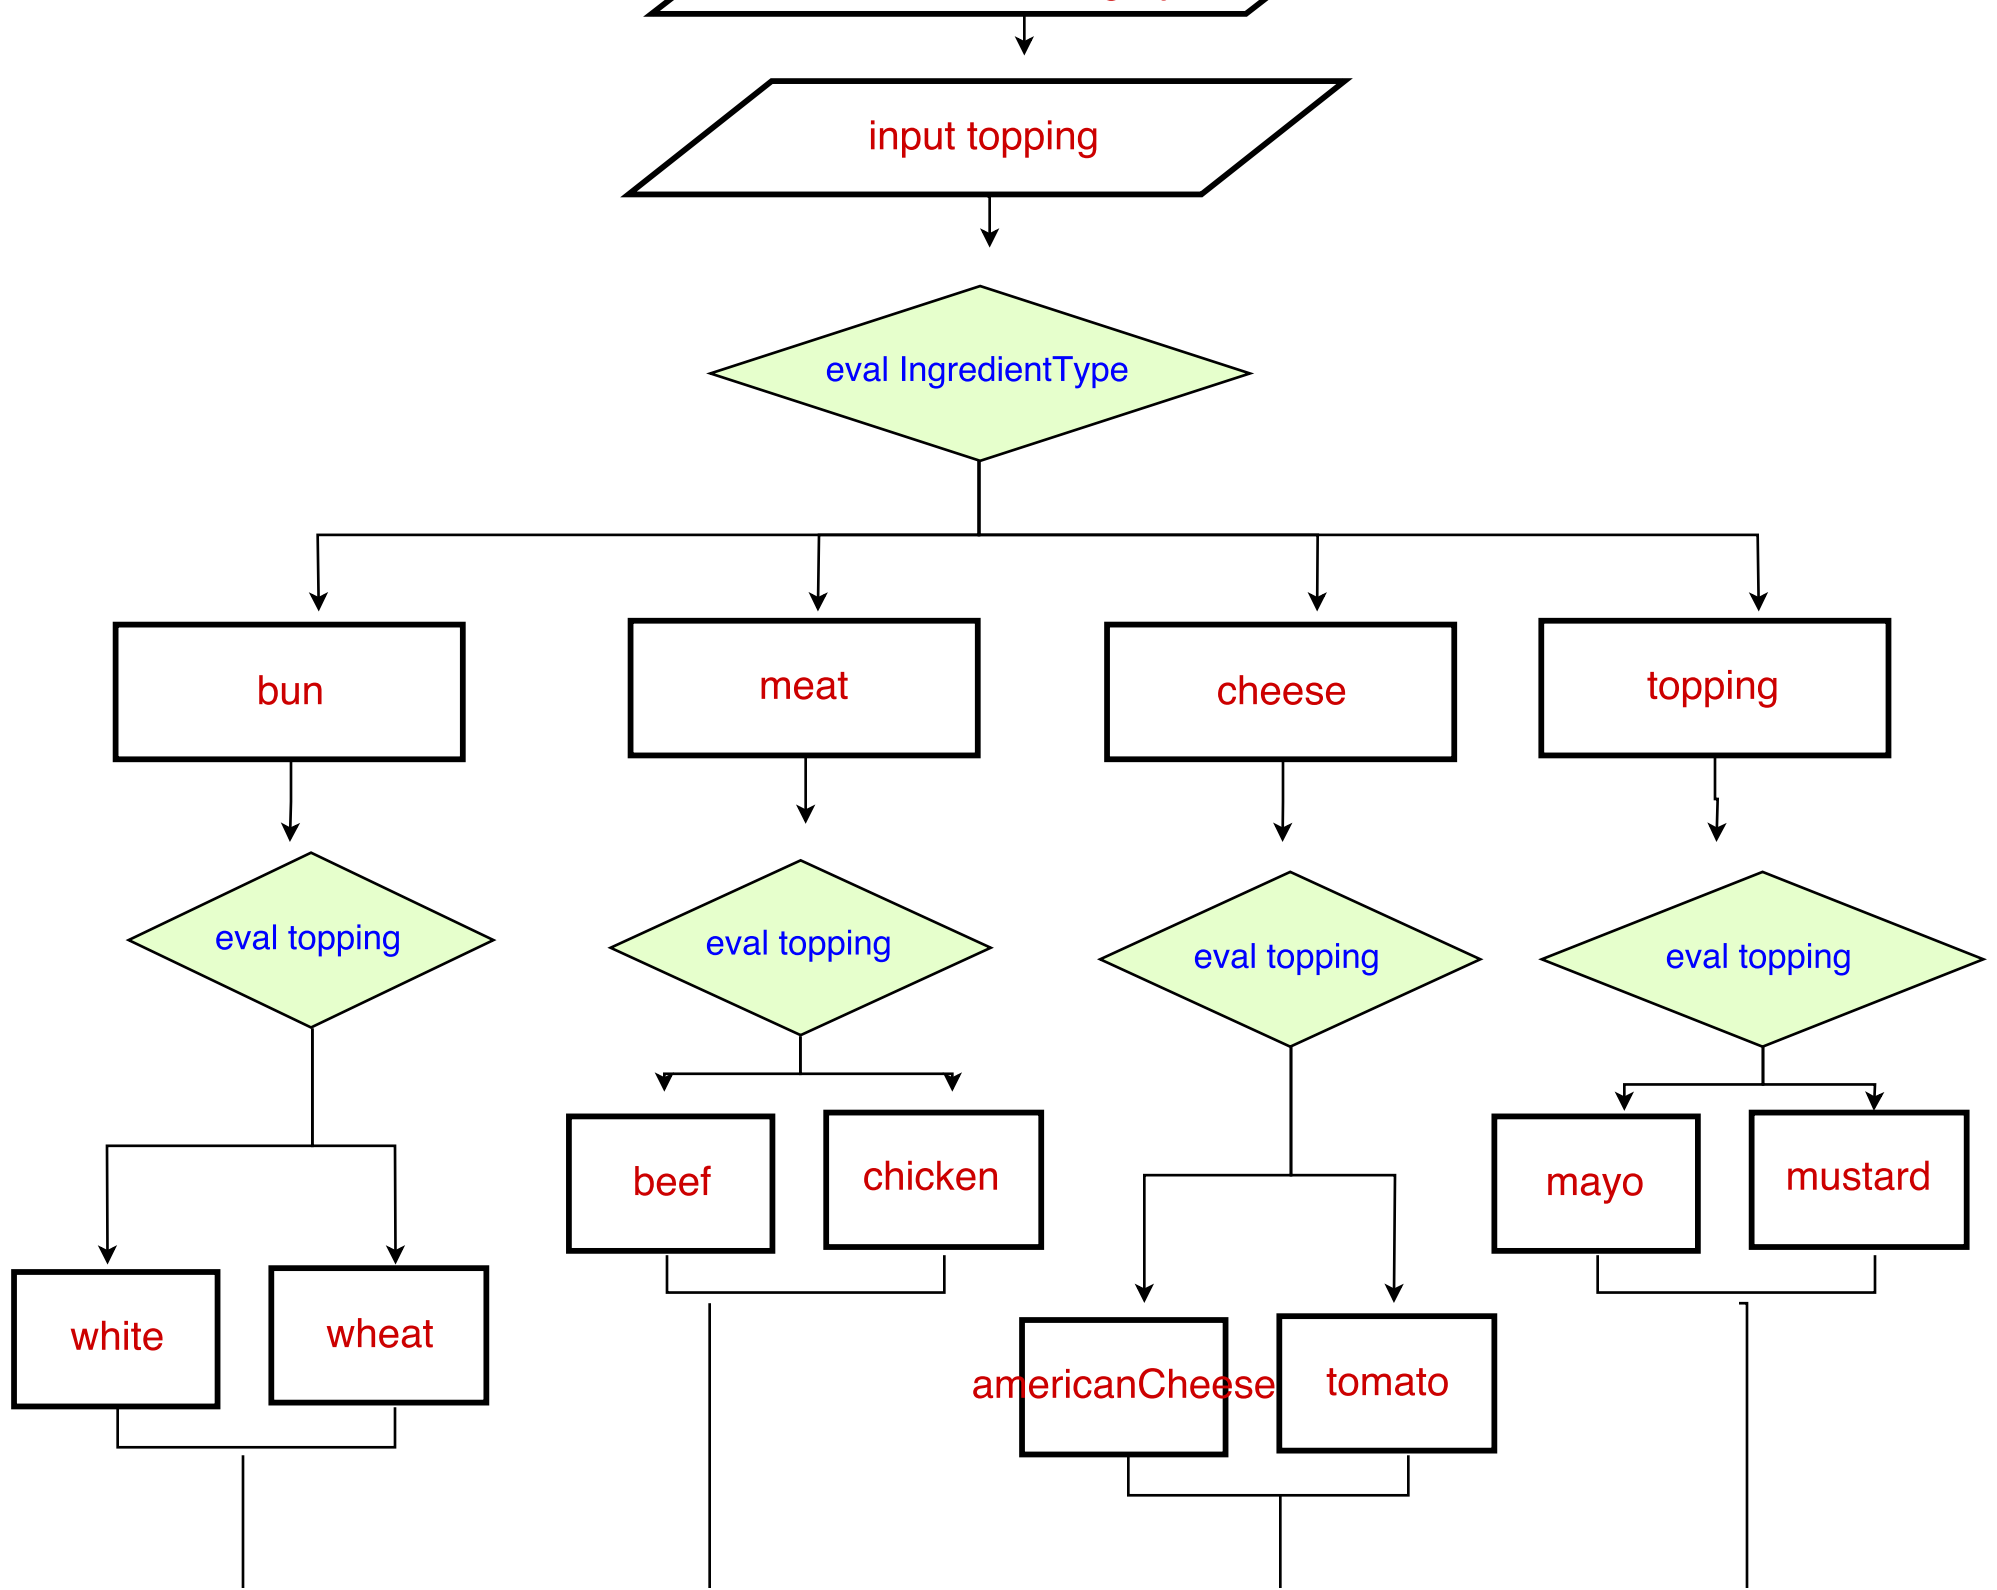 input topping
eval IngredientType
bun
meat
cheese
topping
eval topping
eval topping
eval topping
eval topping
beef
chicken
mayo
mustard
white
wheat
americanCheese
tomato